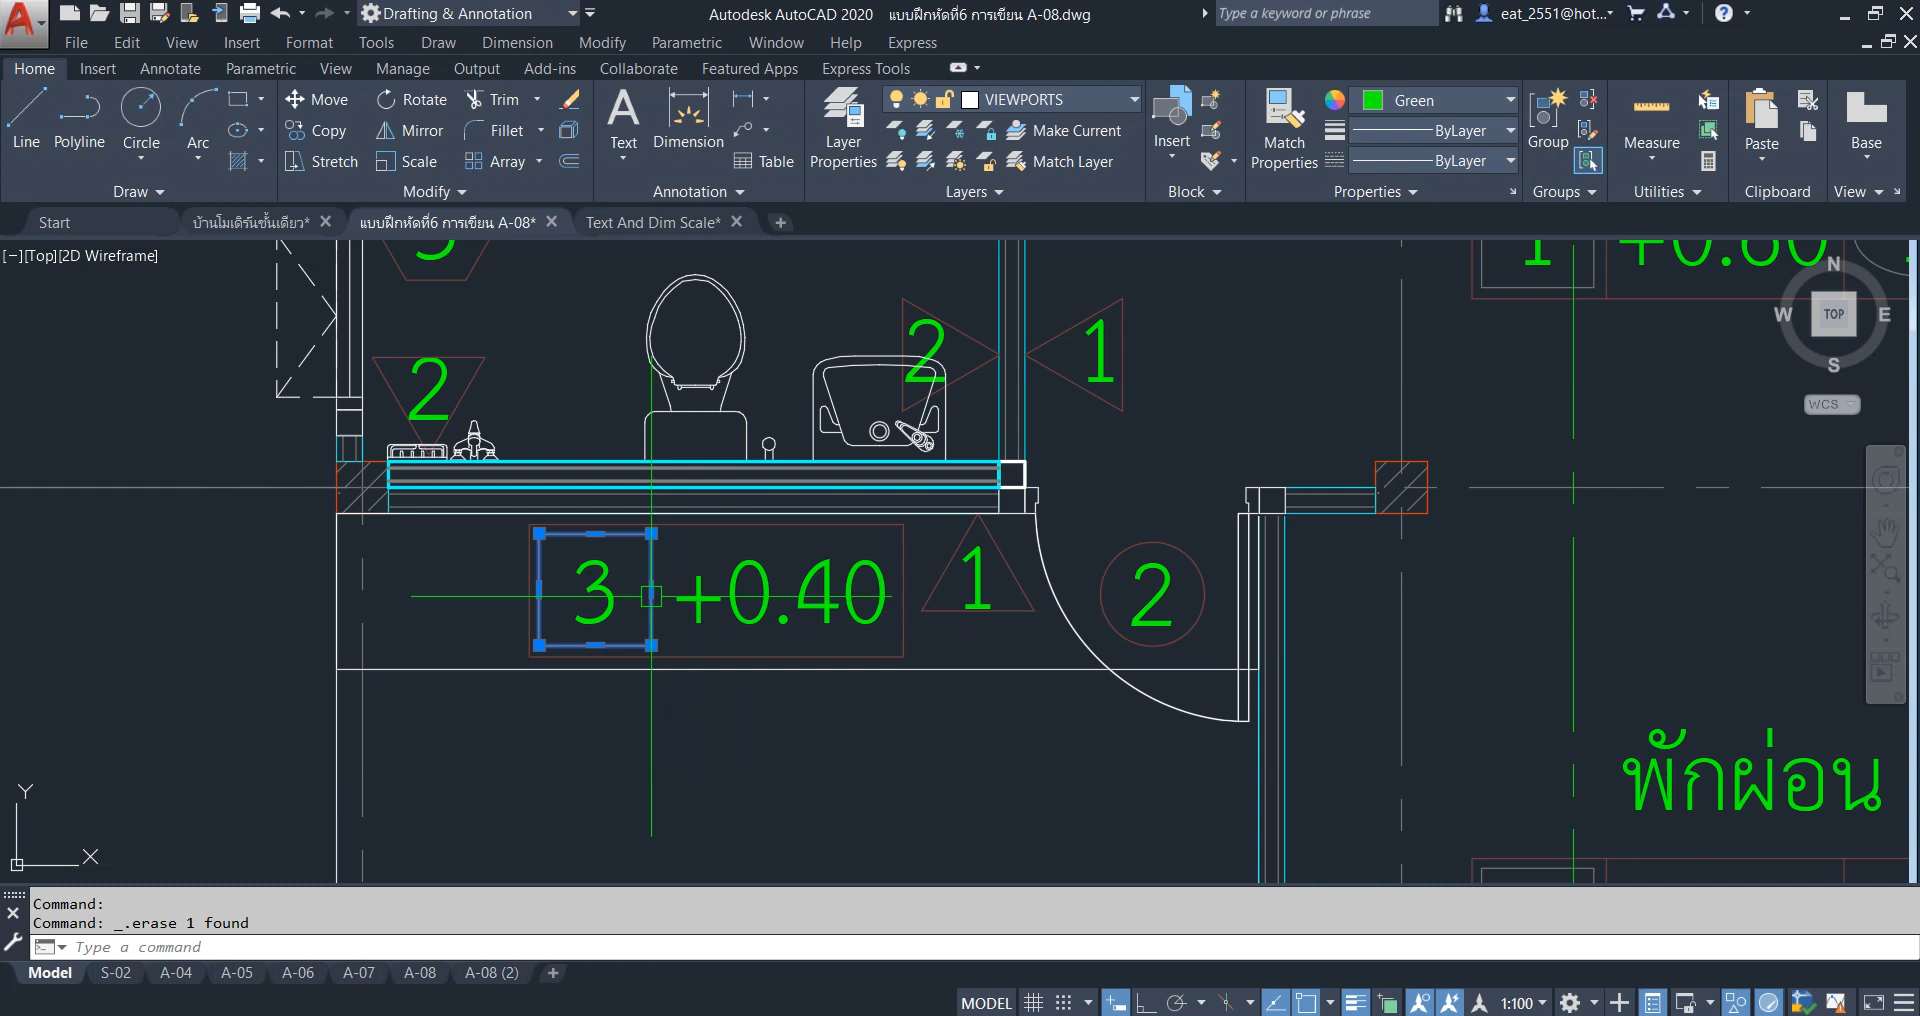 Drafting & Annotation
Autodesk AutoCAD 2020 แบบฝึกหัดที่6 การเขียน A-08.dwg
Type a keyword or phrase
eat_2551@hot...
File Edit View Insert Format Tools Draw Dimension Modify Parametric Window Help Express
Home Insert Annotate Parametric View Manage Output Add-ins Collaborate Featured Apps Express Tools
Line Polyline Circle Arc
Move Rotate Trim
Copy Mirror Fillet
Stretch Scale Array
Text Dimension Table
Layer Properties
VIEWPORTS
Make Current
Match Layer
Insert
Match Properties
Green
ByLayer
ByLayer
Group
Measure
Paste
Base
Draw Modify Annotation Layers Block Properties Groups Utilities Clipboard View
Start บ้านโมเดิร์นชั้นเดียว* แบบฝึกหัดที่6 การเขียน A-08* Text And Dim Scale*
[−][Top][2D Wireframe]
N
W TOP E
S
WCS
2
2 1
3 +0.40 1 2
พักผ่อน
Y
X
Command:
Command: _.erase 1 found
Type a command
Model S-02 A-04 A-05 A-06 A-07 A-08 A-08 (2)
MODEL 1:100